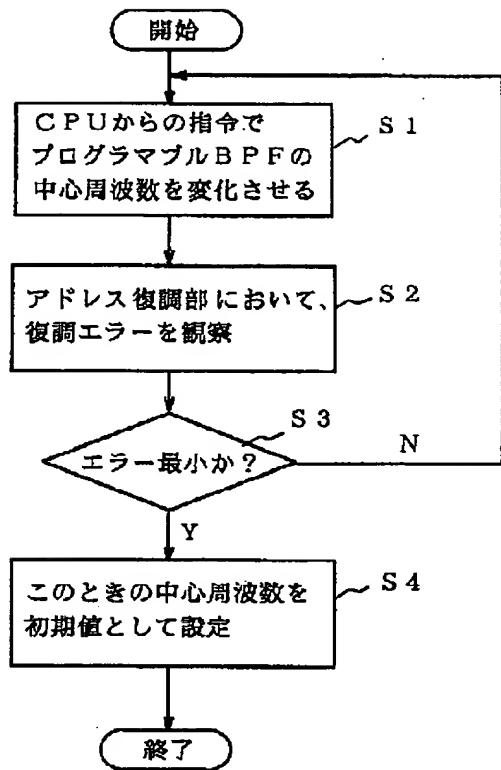 開始
CPUからの指令で
プログラマブルBPFの
中心周波数を変化させる
S1
アドレス復調部において、
復調エラーを観察
S2
エラー最小か?
S3
N
Y
このときの中心周波数を
初期値として設定
S4
終了